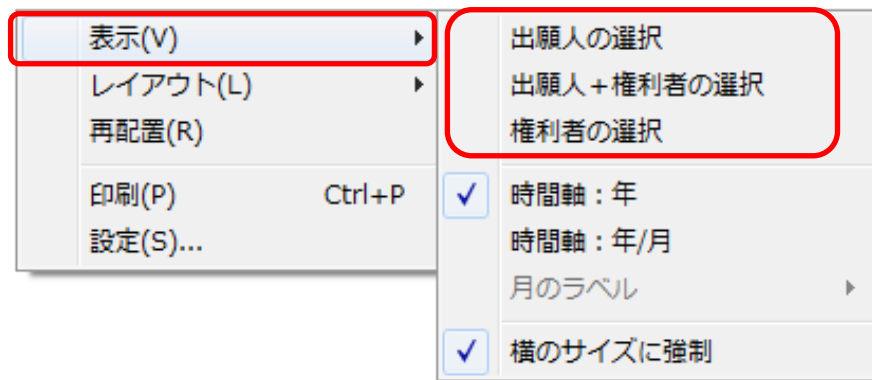 表示(V)
レイアウト(L)
再配置(R)
印刷(P) Ctrl+P
設定(S)...
出願人の選択
出願人+権利者の選択
権利者の選択
時間軸:年
時間軸:年/月
月のラベル
横のサイズに強制